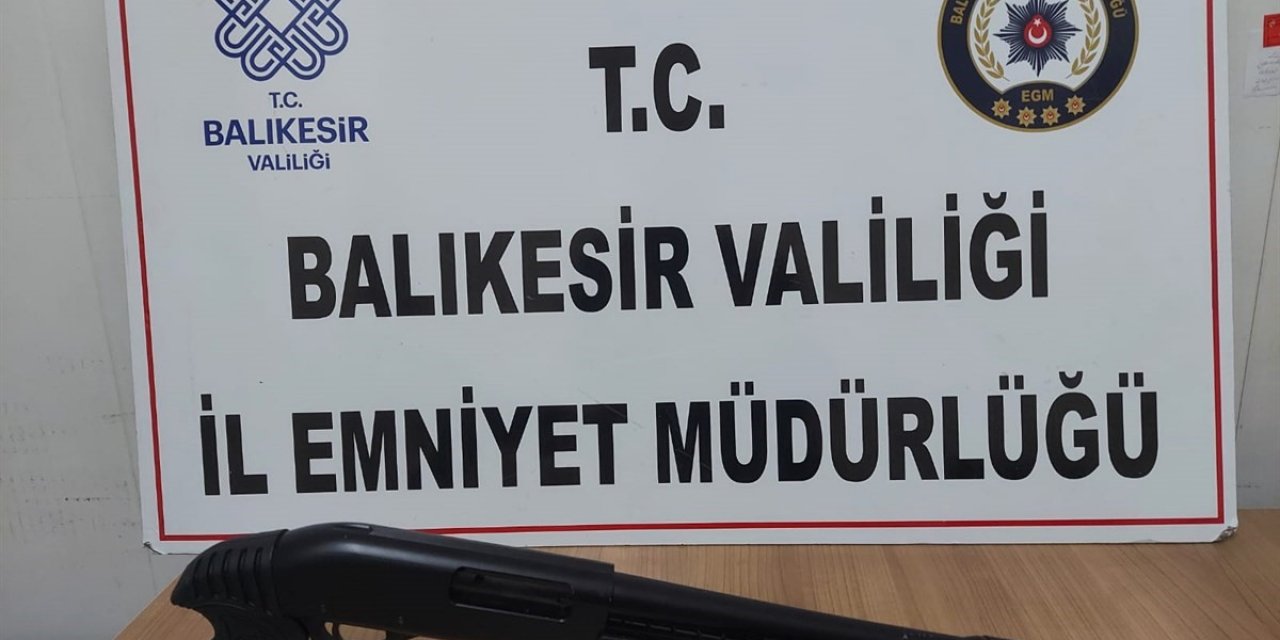 T.C.
BALIKESİR
VALİLİĞİ
T.C.
BALIKESİR VALİLİĞİ
İL EMNİYET MÜDÜRLÜĞÜ
EGM